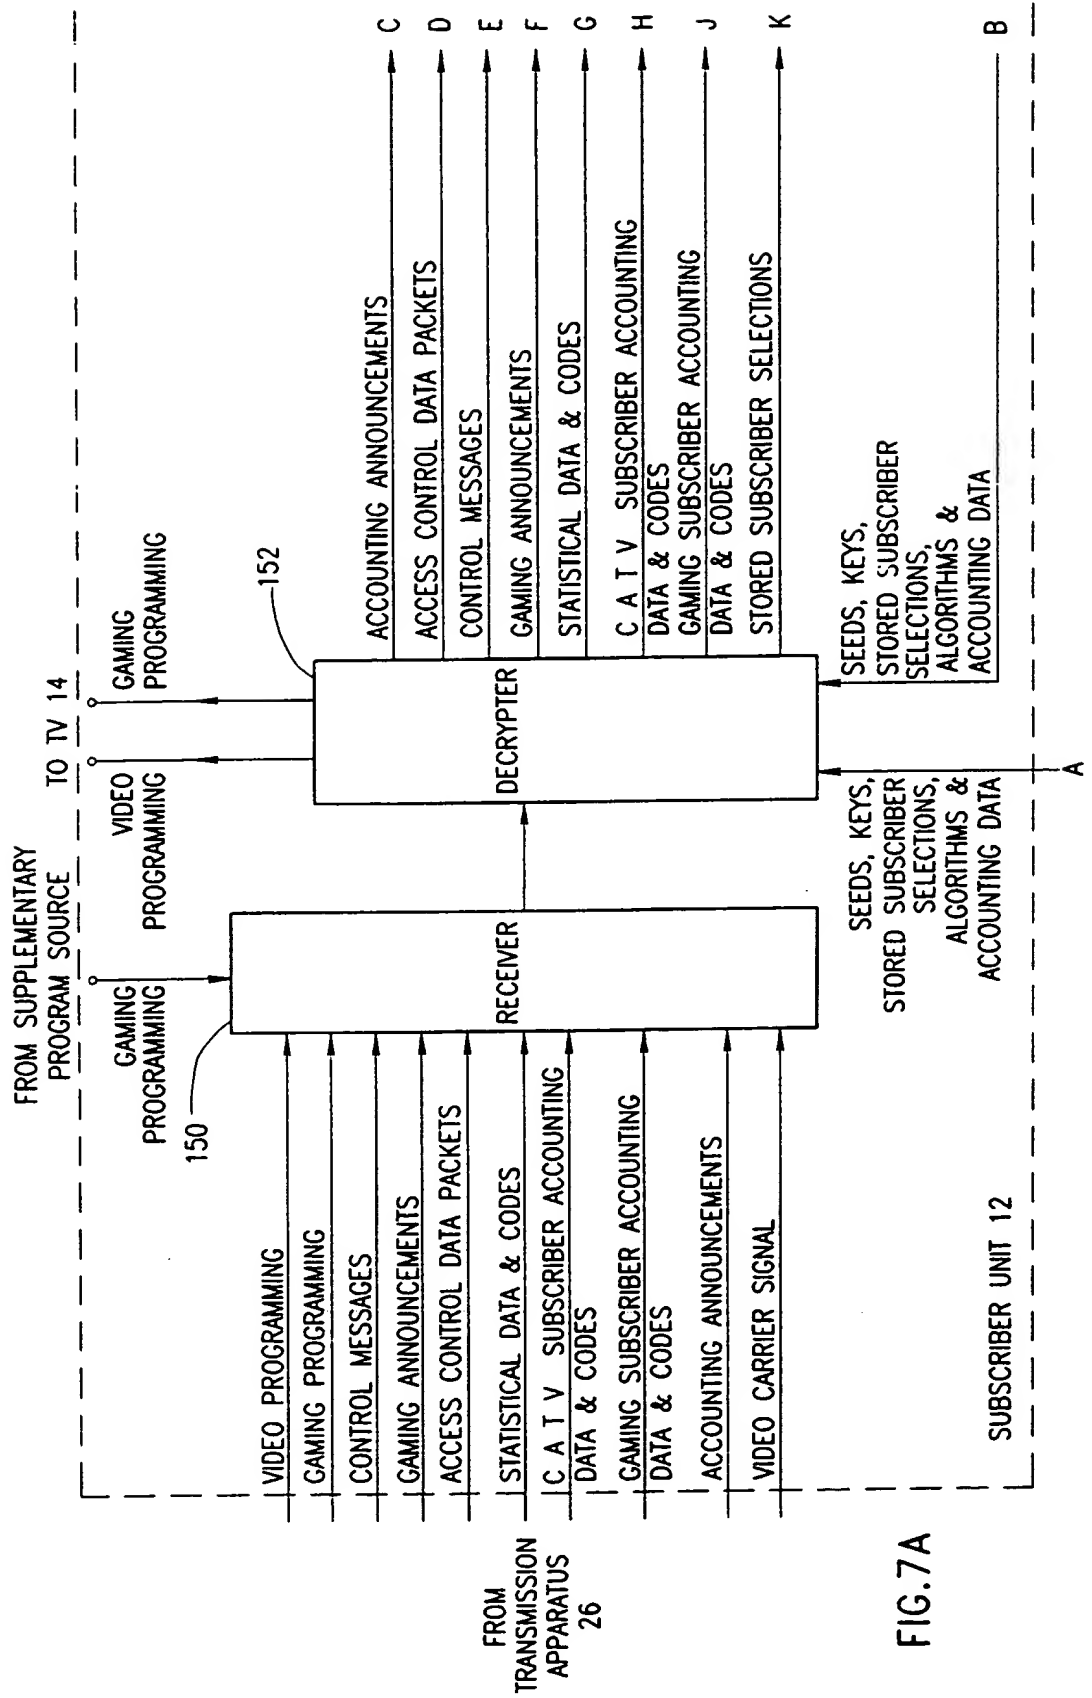 FROM SUPPLEMENTARY
PROGRAM SOURCE
TO TV 14
GAMING
PROGRAMMING
VIDEO
PROGRAMMING
GAMING
PROGRAMMING
150
152
FROM
TRANSMISSION
APPARATUS
26
VIDEO PROGRAMMING
GAMING PROGRAMMING
CONTROL MESSAGES
GAMING ANNOUNCEMENTS
ACCESS CONTROL DATA PACKETS
STATISTICAL DATA & CODES
C A T V SUBSCRIBER ACCOUNTING
DATA & CODES
GAMING SUBSCRIBER ACCOUNTING
DATA & CODES
ACCOUNTING ANNOUNCEMENTS
VIDEO CARRIER SIGNAL
RECEIVER
DECRYPTER
ACCOUNTING ANNOUNCEMENTS
C
ACCESS CONTROL DATA PACKETS
D
CONTROL MESSAGES
E
GAMING ANNOUNCEMENTS
F
STATISTICAL DATA & CODES
G
C A T V SUBSCRIBER ACCOUNTING
DATA & CODES
H
GAMING SUBSCRIBER ACCOUNTING
DATA & CODES
J
STORED SUBSCRIBER SELECTIONS
K
SEEDS, KEYS,
STORED SUBSCRIBER
SELECTIONS,
ALGORITHMS &
ACCOUNTING DATA
A
SEEDS, KEYS,
STORED SUBSCRIBER
SELECTIONS,
ALGORITHMS &
ACCOUNTING DATA
B
SUBSCRIBER UNIT 12
FIG.7A